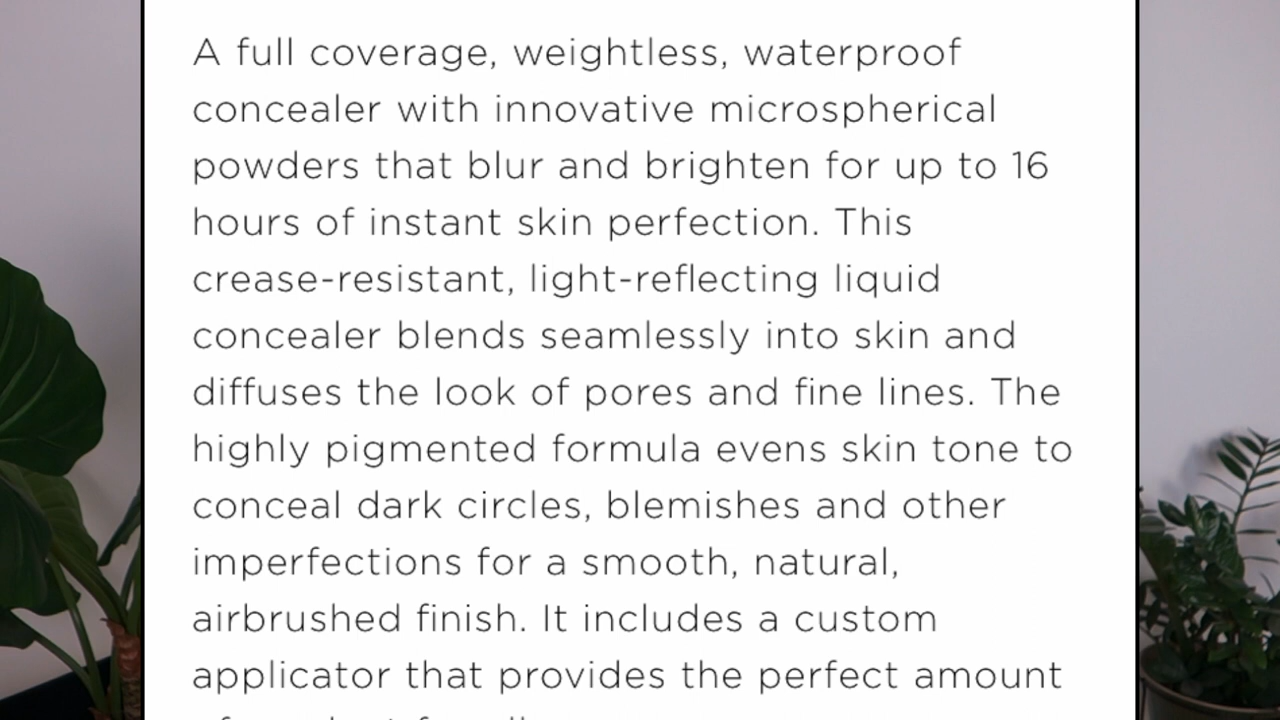 A full coverage, weightless, waterproof
concealer with innovative microspherical
powders that blur and brighten for up to 16
hours of instant skin perfection. This
crease-resistant, light-reflecting liquid
concealer blends seamlessly into skin and
diffuses the look of pores and fine lines. The
highly pigmented formula evens skin tone to
conceal dark circles, blemishes and other
imperfections for a smooth, natural,
airbrushed finish. It includes a custom
applicator that provides the perfect amount